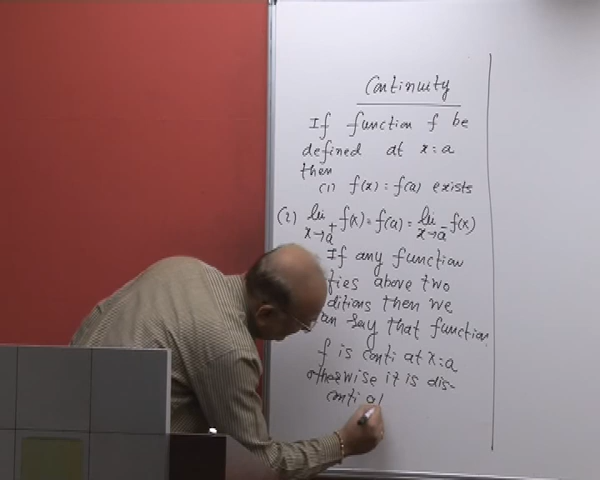 Continuity
If function f be
defined at x = a
then
(1) f(x) = f(a) exists
(2) lim x→a⁺ f(x) = f(a) = lim x→a⁻ f(x)
If any function
fies above two
ditions then we
an say that function
f is conti at x = a
otherwise it is dis-
conti a